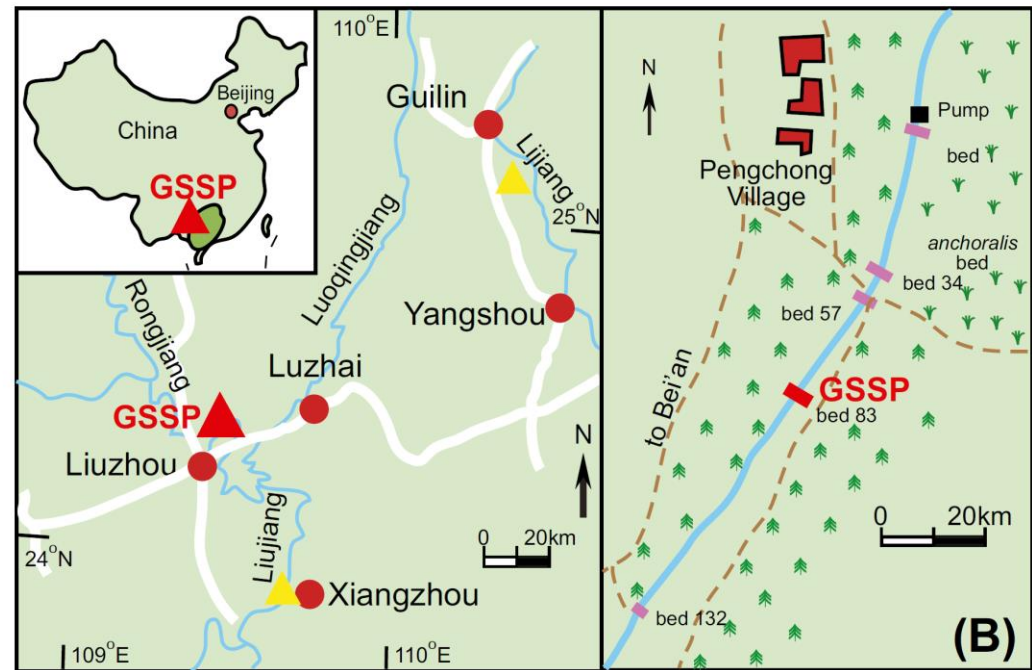 Beijing
China
GSSP
110°E
Guilin
Lijiang
25°N
Luoqingjiang
Rongjiang
Yangshou
Luzhai
GSSP
Liuzhou
N
0 20km
24°N
Liujiang
Xiangzhou
109°E
110°E
N
Pengchong
Village
Pump
bed 1
anchoralis
bed
bed 34
bed 57
GSSP
bed 83
to Bei'an
0 20km
bed 132
(B)